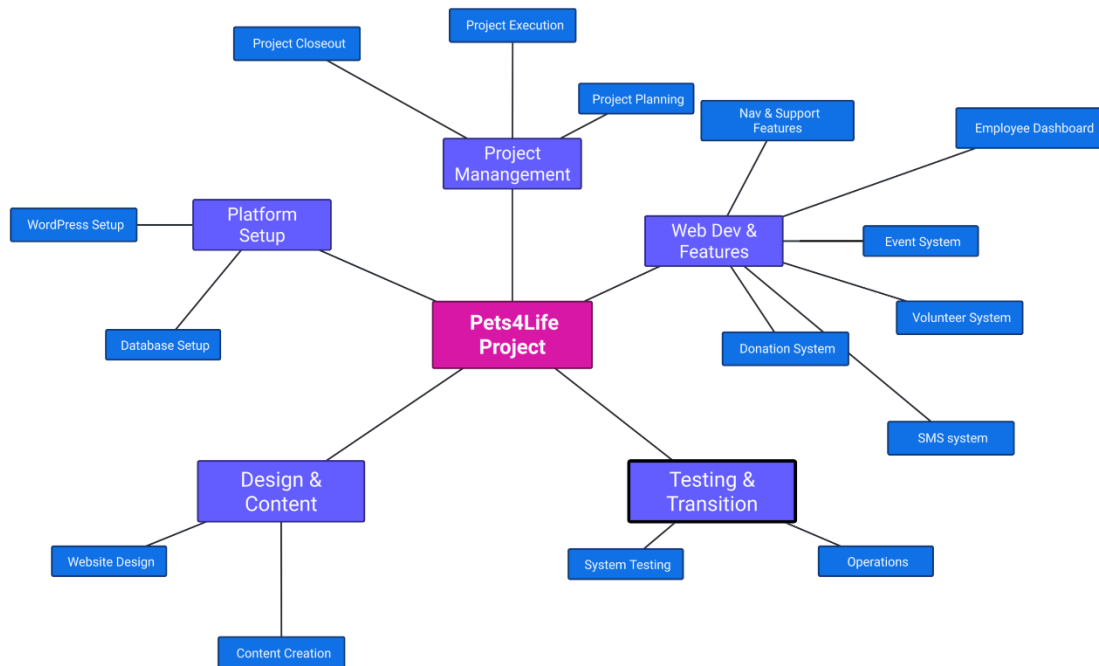 Project Execution
Project Closeout
Project Planning
Nav & Support
Features
Employee Dashboard
Project
Manangement
WordPress Setup
Platform
Setup
Web Dev &
Features
Event System
Pets4Life
Project
Volunteer System
Database Setup
Donation System
SMS system
Design &
Content
Testing &
Transition
Website Design
System Testing
Operations
Content Creation